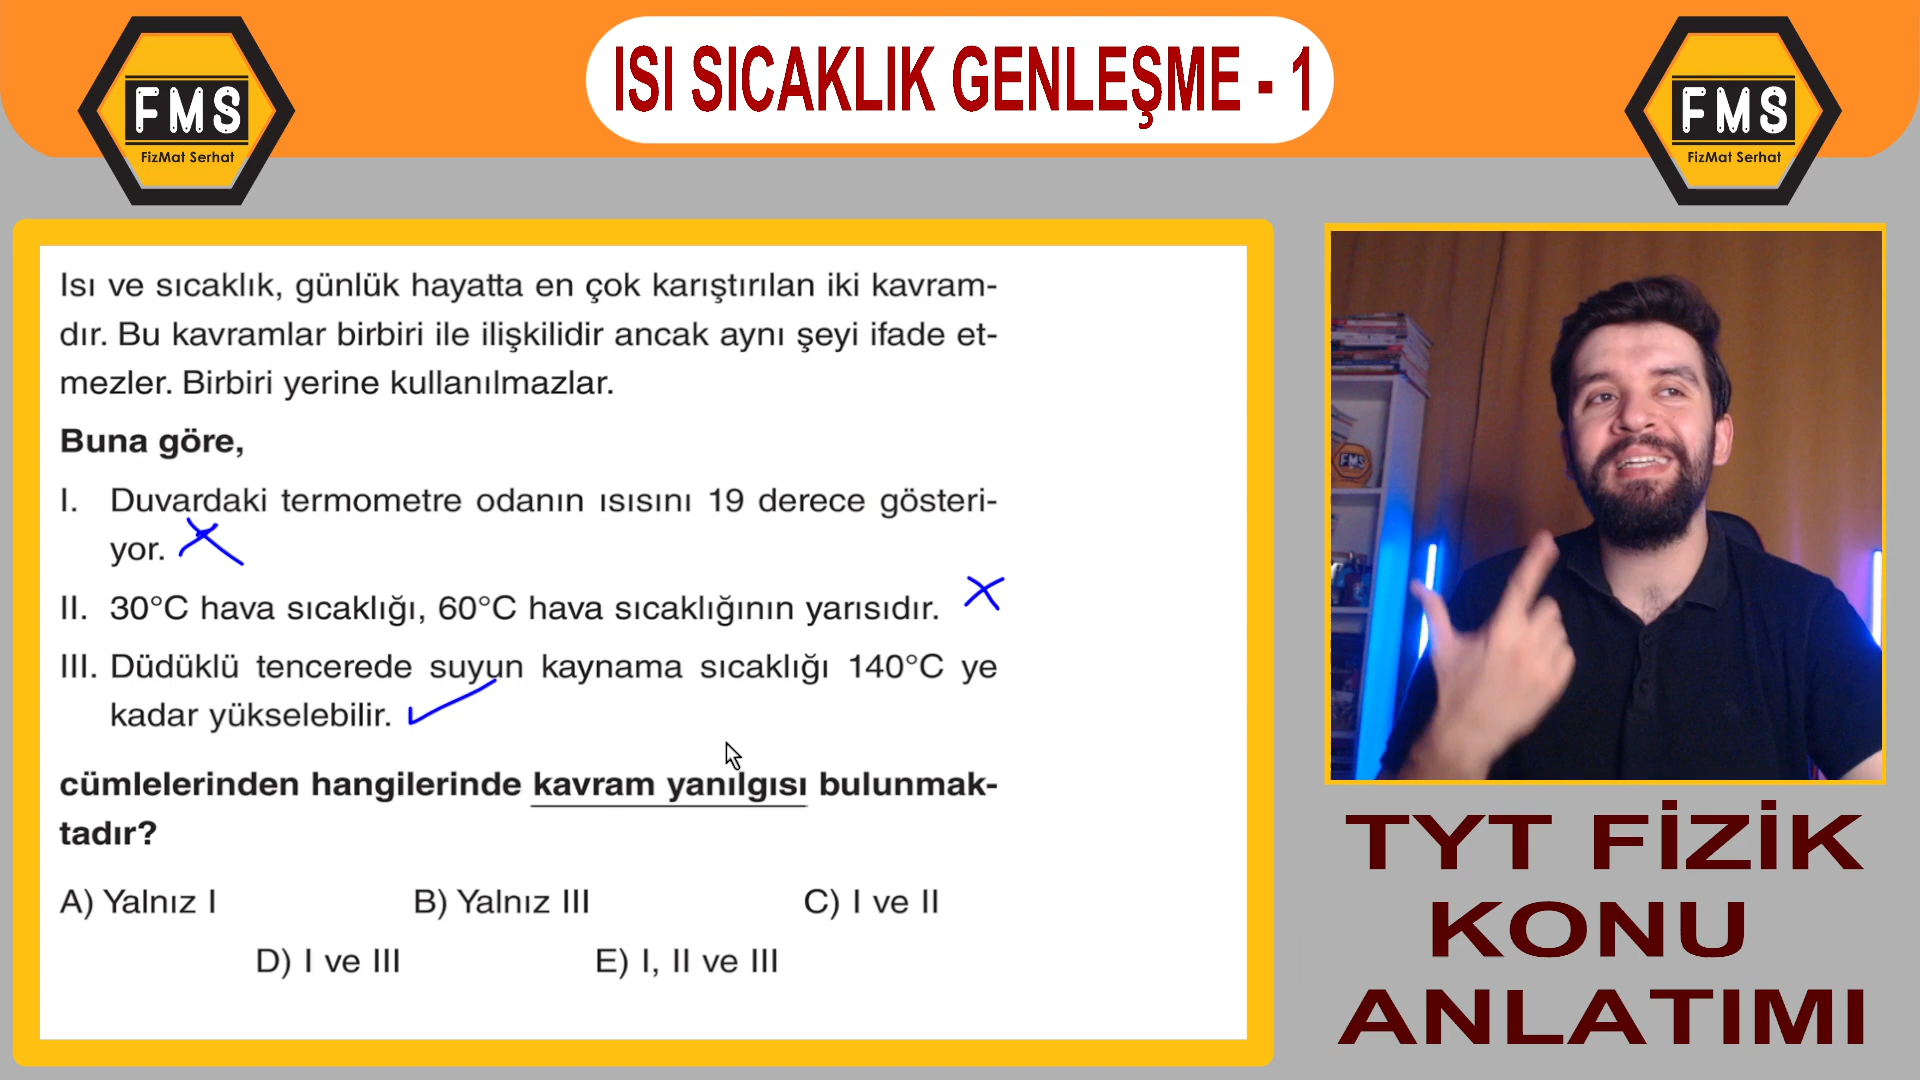 ISI SICAKLIK GENLEŞME - 1
FMS
FizMat Serhat
FMS
FizMat Serhat
Isı ve sıcaklık, günlük hayatta en çok karıştırılan iki kavram-
dır. Bu kavramlar birbiri ile ilişkilidir ancak aynı şeyi ifade et-
mezler. Birbiri yerine kullanılmazlar.
Buna göre,
I. Duvardaki termometre odanın ısısını 19 derece gösteri-
yor.
II. 30°C hava sıcaklığı, 60°C hava sıcaklığının yarısıdır.
III. Düdüklü tencerede suyun kaynama sıcaklığı 140°C ye
kadar yükselebilir.
cümlelerinden hangilerinde kavram yanılgısı bulunmak-
tadır?
A) Yalnız I B) Yalnız III C) I ve II
D) I ve III E) I, II ve III
FMS
TYT FİZİK
KONU
ANLATIMI